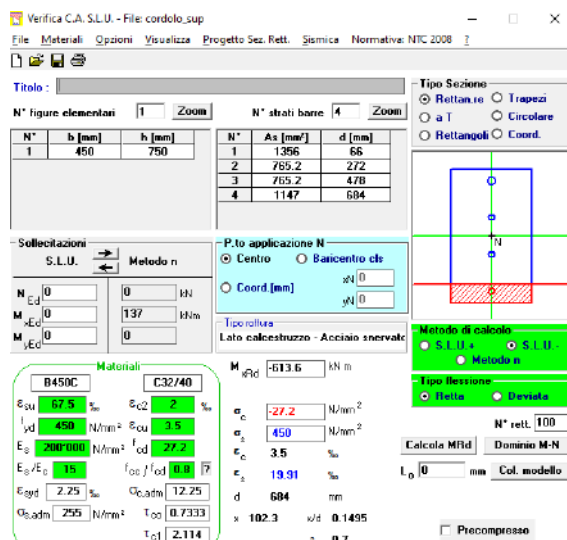 Verifica C.A. S.L.U. - File: cordolo_sup
File Materiali Opzioni Visualizza Progetto Sez. Rett. Sismica Normativa: NTC 2008 ?
Titolo :
N° figure elementari 1 Zoom
N° strati barre 4 Zoom
N° b [mm] h [mm]
1 450 750
N° As [mm²] d [mm]
1 1356 66
2 765.2 272
3 765.2 478
4 1147 684
Tipo Sezione
Rettan.re Trapezi
a T Circolare
Rettangoli Coord.
N
Sollecitazioni
S.L.U. Metodo n
N Ed 0 0 kN
M xEd 0 137 kNm
M yEd 0 0
P.to applicazione N
Centro Baricentro cls
Coord.[mm] xN 0
yN 0
Tipo rottura
Lato calcestruzzo - Acciaio snervato
Metodo di calcolo
S.L.U.+ S.L.U.-
Metodo n
Tipo flessione
Retta Deviata
N° rett. 100
Calcola MRd Dominio M-N
L0 0 mm Col. modello
Precompresso
Materiali
B450C C32/40
εsu 67.5 ‰ εc2 2 ‰
fyd 450 N/mm² εcu 3.5
Es 200'000 N/mm² fcd 27.2
Es/Ec 15 fcc/fcd 0.8 ?
εsyd 2.25 ‰ σc,adm 12.25
σs,adm 255 N/mm² τco 0.7333
τc1 2.114
M xRd -613.6 kN m
σc -27.2 N/mm²
σs 450 N/mm²
εc 3.5 ‰
εs 19.91 ‰
d 684 mm
x 102.3 x/d 0.1495
0.7